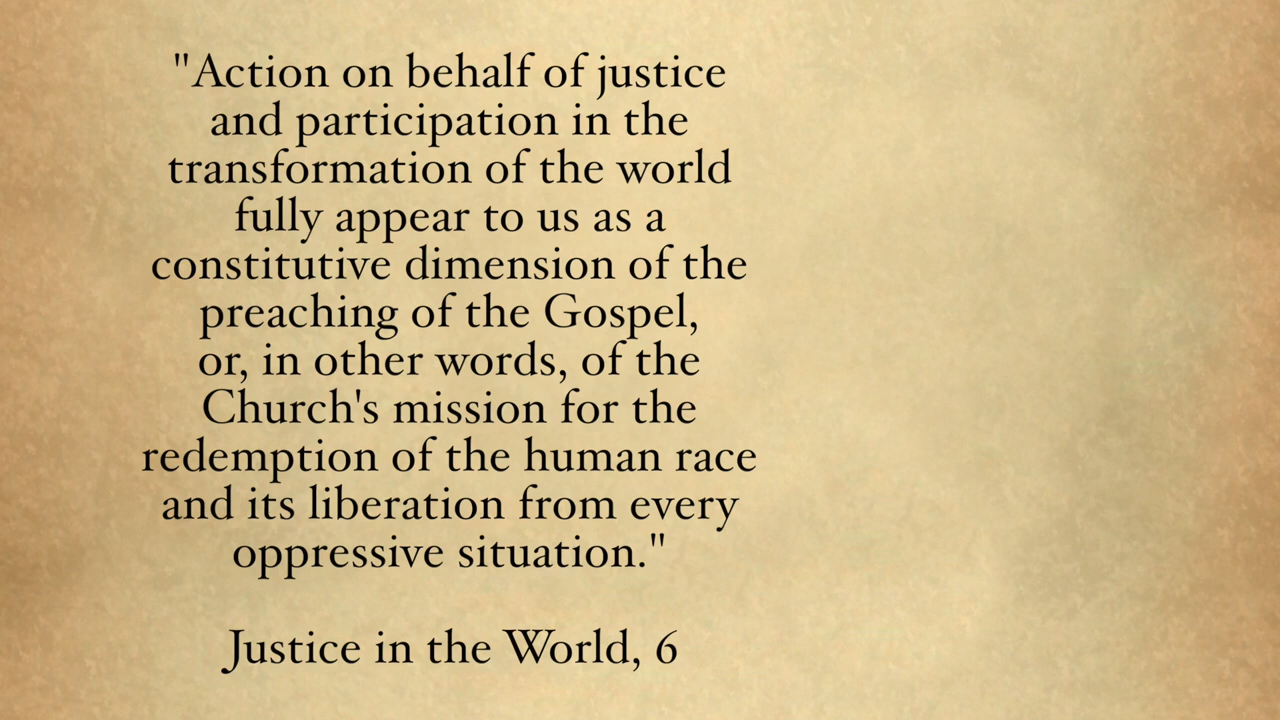 "Action on behalf of justice
and participation in the
transformation of the world
fully appear to us as a
constitutive dimension of the
preaching of the Gospel,
or, in other words, of the
Church's mission for the
redemption of the human race
and its liberation from every
oppressive situation."
Justice in the World, 6